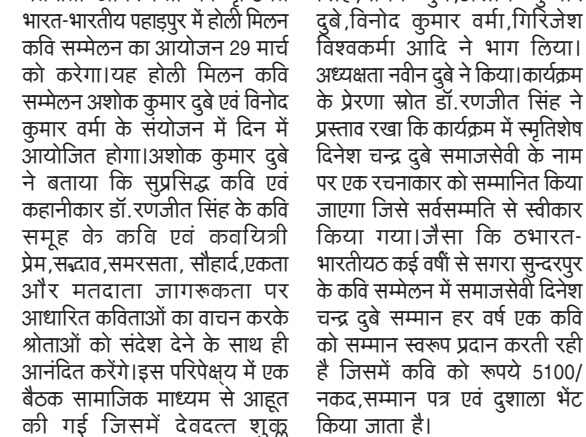 भारत-भारतीय पहाड़पुर में होली मिलन
कवि सम्मेलन का आयोजन 29 मार्च
को करेगा।यह होली मिलन कवि
सम्मेलन अशोक कुमार दुबे एवं विनोद
कुमार वर्मा के संयोजन में दिन में
आयोजित होगा।अशोक कुमार दुबे
ने बताया कि सुप्रसिद्ध कवि एवं
कहानीकार डॉ.रणजीत सिंह के कवि
समूह के कवि एवं कवयित्री
प्रेम,सद्भाव,समरसता, सौहार्द,एकता
और मतदाता जागरूकता पर
आधारित कविताओं का वाचन करके
श्रोताओं को संदेश देने के साथ ही
आनंदित करेंगे।इस परिपेक्ष्य में एक
बैठक सामाजिक माध्यम से आहूत
की गई जिसमें देवदत्त शुक्ल
दुबे,विनोद कुमार वर्मा,गिरिजेश
विश्वकर्मा आदि ने भाग लिया।
अध्यक्षता नवीन दुबे ने किया।कार्यक्रम
के प्रेरणा स्रोत डॉ.रणजीत सिंह ने
प्रस्ताव रखा कि कार्यक्रम में स्मृतिशेष
दिनेश चन्द्र दुबे समाजसेवी के नाम
पर एक रचनाकार को सम्मानित किया
जाएगा जिसे सर्वसम्मति से स्वीकार
किया गया।जैसा कि ठभारत-
भारतीयठ कई वर्षों से सगरा सुन्दरपुर
के कवि सम्मेलन में समाजसेवी दिनेश
चन्द्र दुबे सम्मान हर वर्ष एक कवि
को सम्मान स्वरूप प्रदान करती रही
है जिसमें कवि को रूपये 5100/
नकद,सम्मान पत्र एवं दुशाला भेंट
किया जाता है।